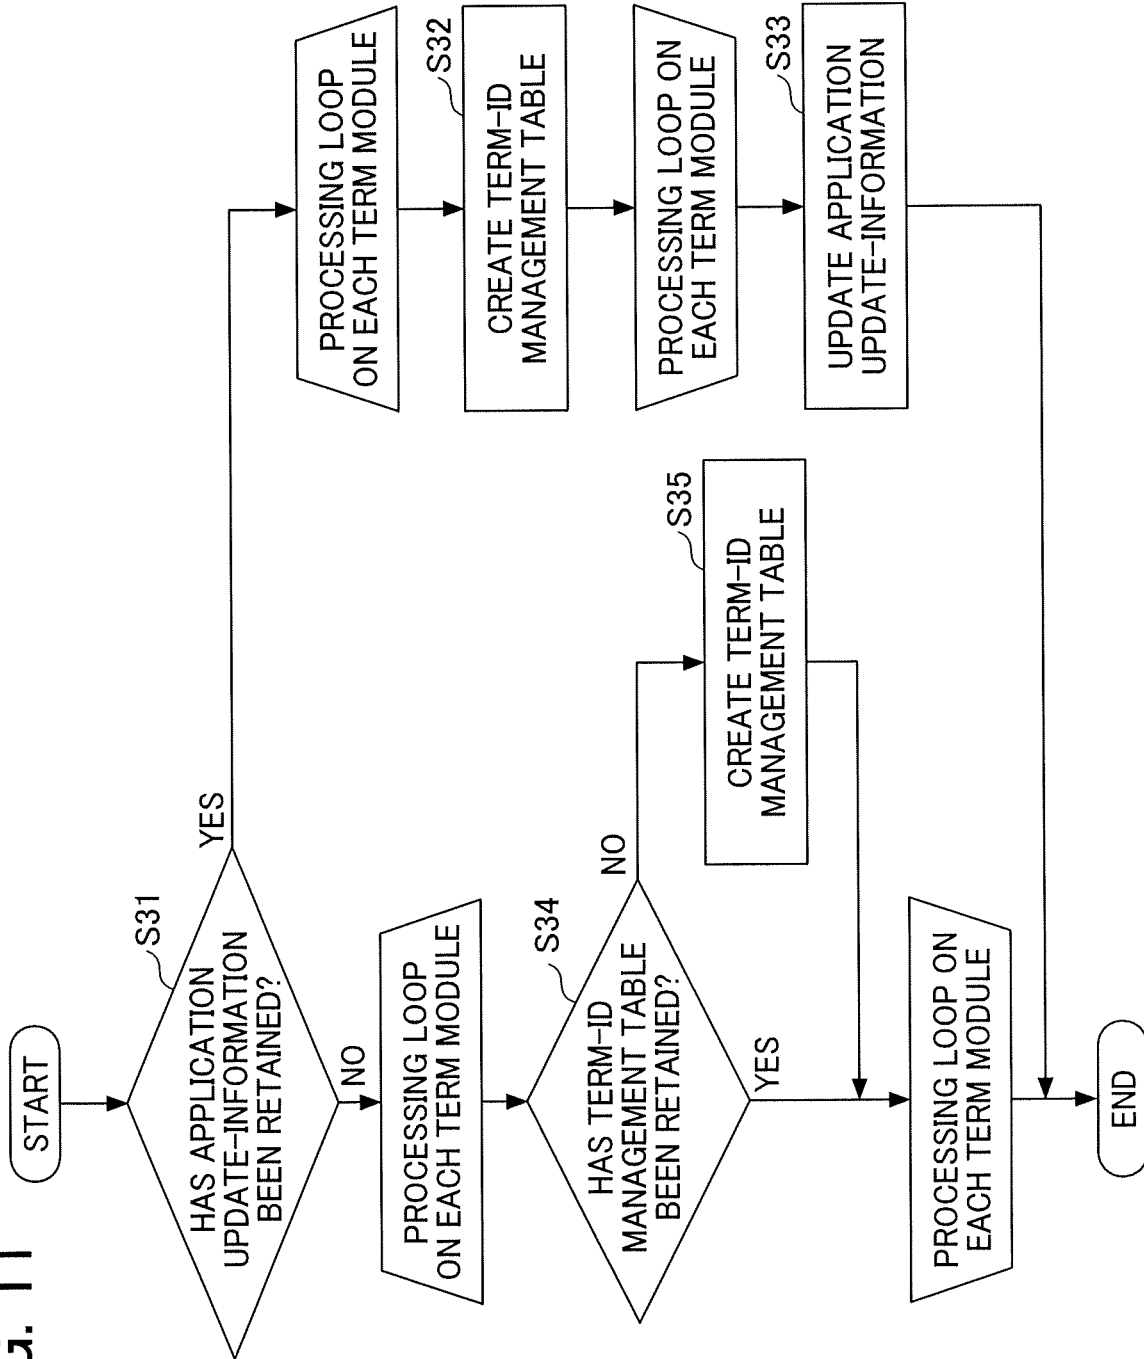 G. 11
START
S31
HAS APPLICATION
UPDATE-INFORMATION
BEEN RETAINED?
YES
NO
PROCESSING LOOP
ON EACH TERM MODULE
S34
HAS TERM-ID
MANAGEMENT TABLE
BEEN RETAINED?
NO
YES
S35
CREATE TERM-ID
MANAGEMENT TABLE
PROCESSING LOOP ON
EACH TERM MODULE
PROCESSING LOOP
ON EACH TERM MODULE
S32
CREATE TERM-ID
MANAGEMENT TABLE
PROCESSING LOOP ON
EACH TERM MODULE
S33
UPDATE APPLICATION
UPDATE-INFORMATION
END